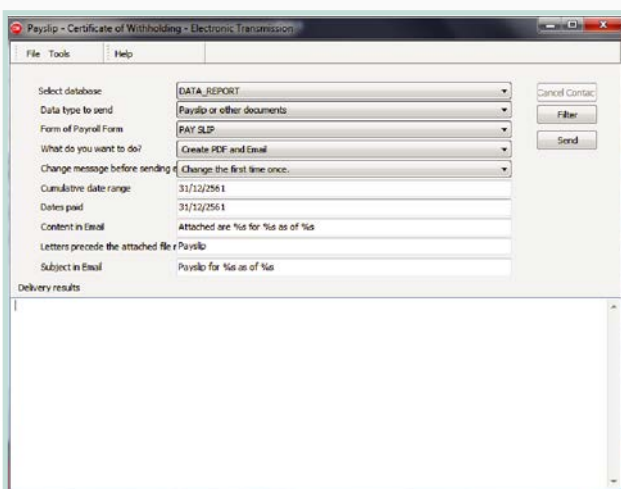 Payslip - Certificate of Withholding - Electronic Transmission
File Tools Help
Select database DATA_REPORT Cancel Contac
Data type to send Payslip or other documents Filter
Form of Payroll Form PAY SLIP Send
What do you want to do? Create PDF and Email
Change message before sending e Change the first time once.
Cumulative date range 31/12/2561
Dates paid 31/12/2561
Content in Email Attached are %s for %s as of %s
Letters precede the attached file r Payslip
Subject in Email Payslip for %s as of %s
Delivery results